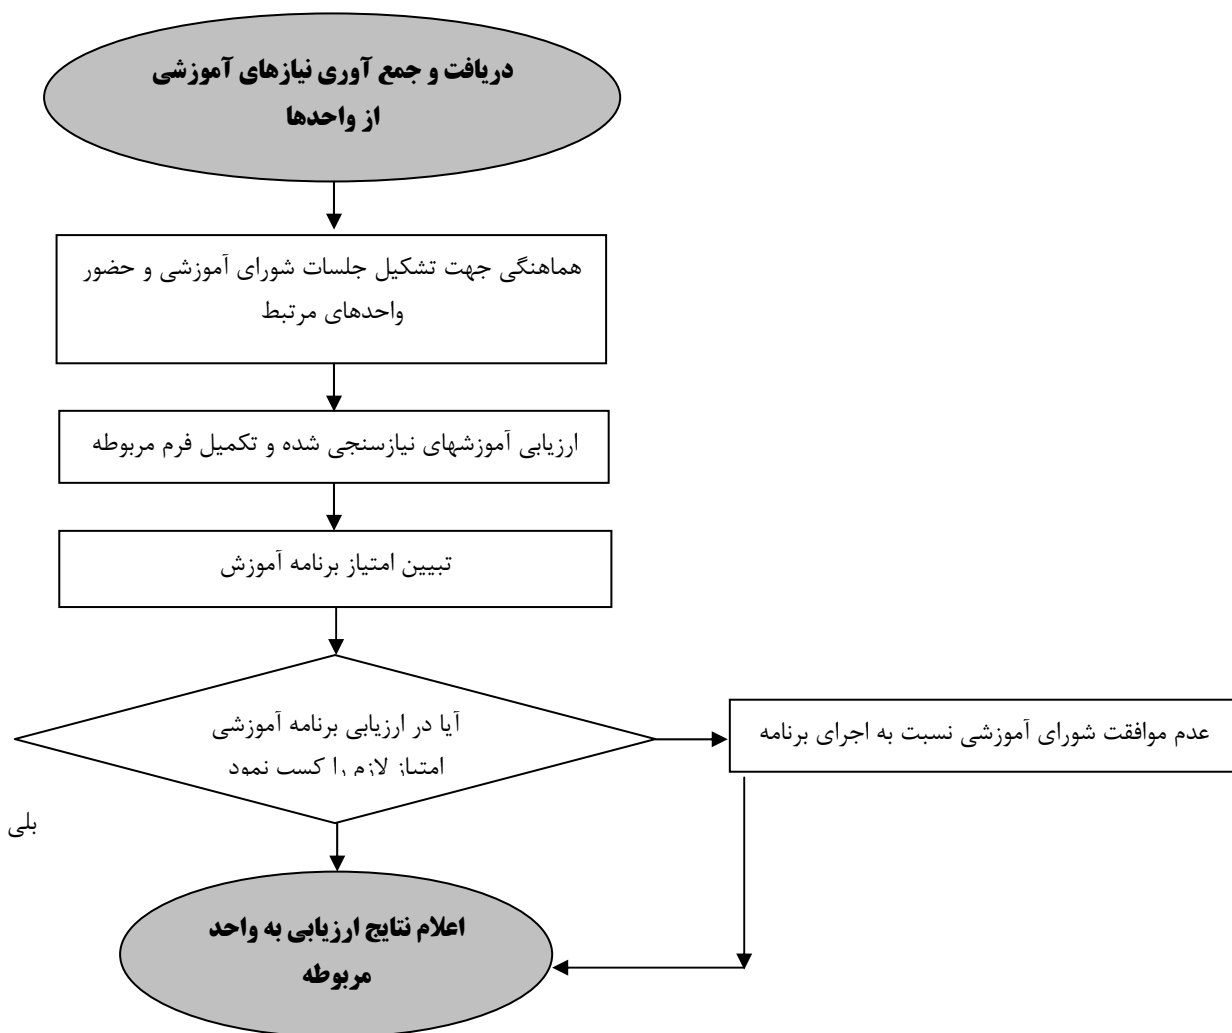 دریافت و جمع آوری نیازهای آموزشی
از واحدها
هماهنگی جهت تشکیل جلسات شورای آموزشی و حضور
واحدهای مرتبط
ارزیابی آموزشهای نیازسنجی شده و تکمیل فرم مربوطه
تبیین امتیاز برنامه آموزش
آیا در ارزیابی برنامه آموزشی
امتیاز لازم را کسب نمود
عدم موافقت شورای آموزشی نسبت به اجرای برنامه
بلی
اعلام نتایج ارزیابی به واحد
مربوطه